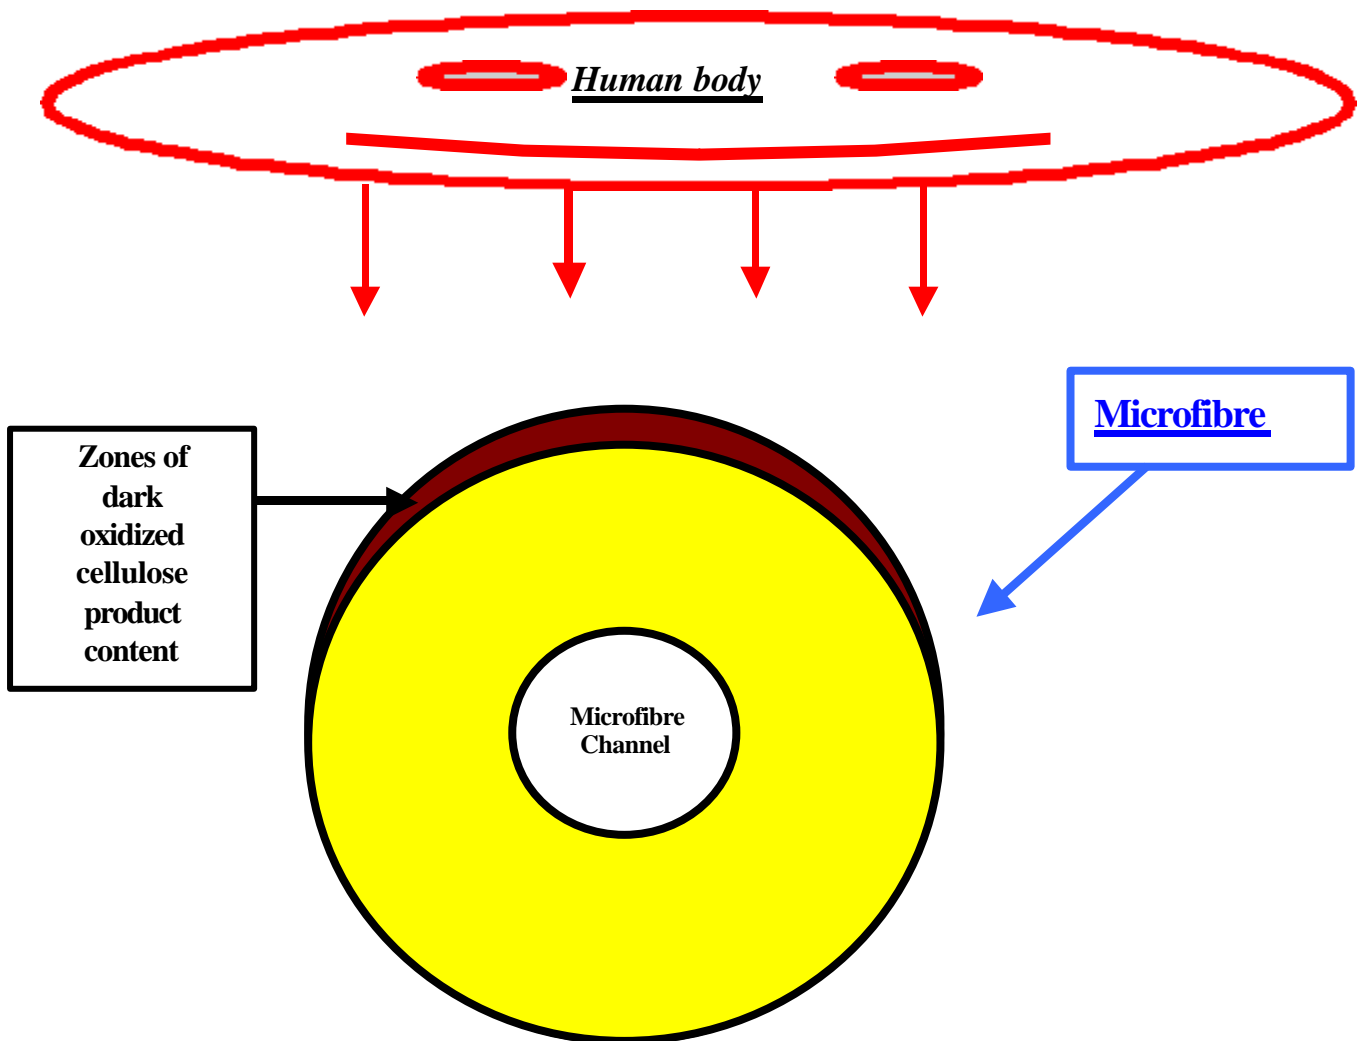 Human body
Microfibre
Zones of
dark
oxidized
cellulose
product
content
Microfibre
Channel